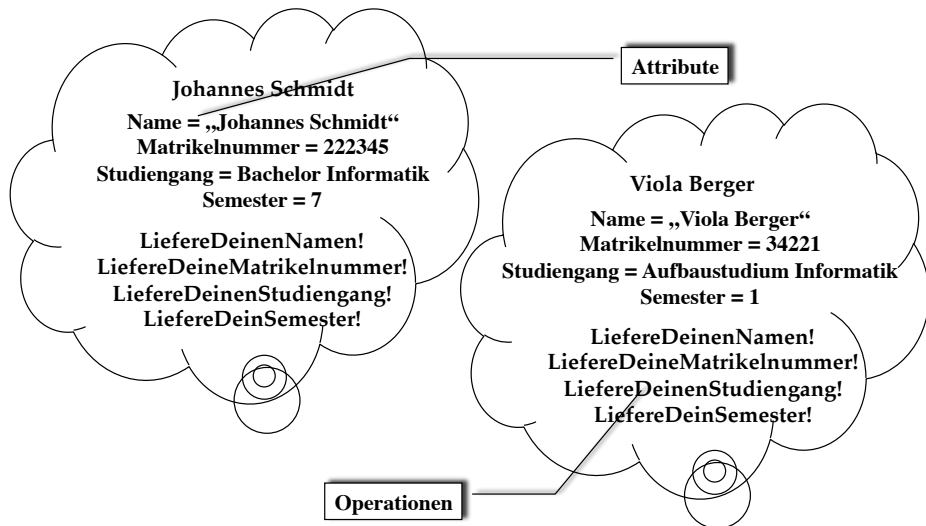 Attribute
Johannes Schmidt
Name = „Johannes Schmidt“
Matrikelnummer = 222345
Studiengang = Bachelor Informatik
Semester = 7
LiefereDeinenNamen!
LiefereDeineMatrikelnummer!
LiefereDeinenStudiengang!
LiefereDeinSemester!
Viola Berger
Name = „Viola Berger“
Matrikelnummer = 34221
Studiengang = Aufbaustudium Informatik
Semester = 1
LiefereDeinenNamen!
LiefereDeineMatrikelnummer!
LiefereDeinenStudiengang!
LiefereDeinSemester!
Operationen